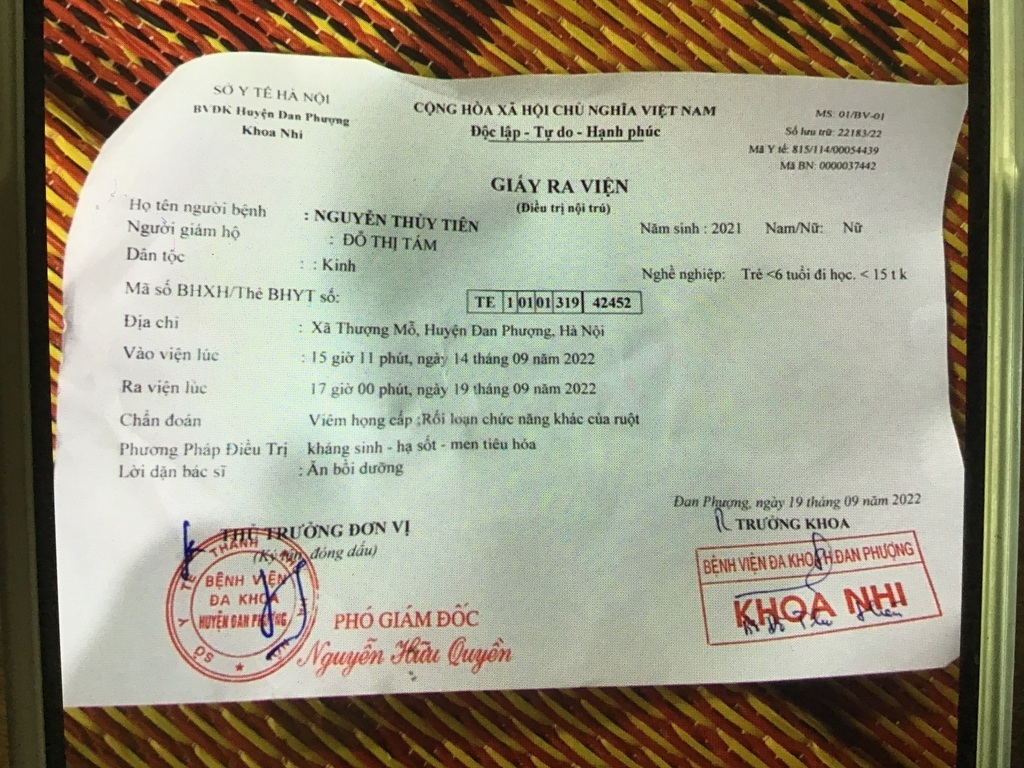 SỞ Y TẾ HÀ NỘI
BVĐK Huyện Đan Phượng
Khoa Nhi
CỘNG HÒA XÃ HỘI CHỦ NGHĨA VIỆT NAM
Độc lập - Tự do - Hạnh phúc
MS: 01/BV-01
Số lưu trữ: 22183/22
Mã Y tế: 815/114/00054439
Mã BN: 0000037442
GIẤY RA VIỆN
(Điều trị nội trú)
Họ tên người bệnh : NGUYỄN THỦY TIÊN Năm sinh : 2021 Nam/Nữ: Nữ
Người giám hộ : ĐỖ THỊ TÁM
Dân tộc : : Kinh Nghề nghiệp: Trẻ <6 tuổi đi học, < 15 t k
Mã số BHXH/Thẻ BHYT số: TE 1 01 01 319 42452
Địa chỉ : Xã Thượng Mỗ, Huyện Đan Phượng, Hà Nội
Vào viện lúc : 15 giờ 11 phút, ngày 14 tháng 09 năm 2022
Ra viện lúc : 17 giờ 00 phút, ngày 19 tháng 09 năm 2022
Chẩn đoán Viêm họng cấp ;Rối loạn chức năng khác của ruột
Phương Pháp Điều Trị kháng sinh - hạ sốt - men tiêu hóa
Lời dặn bác sĩ : Ăn bồi dưỡng
Đan Phượng, ngày 19 tháng 09 năm 2022
THỦ TRƯỞNG ĐƠN VỊ
(Ký tên, đóng dấu)
TRƯỞNG KHOA
SỞ Y TẾ THÀNH
BỆNH VIỆN
ĐA KHOA
HUYỆN ĐAN PHƯỢNG
PHÓ GIÁM ĐỐC
Nguyễn Hữu Quyền
BỆNH VIỆN ĐA KHOA H.ĐAN PHƯỢNG
KHOA NHI